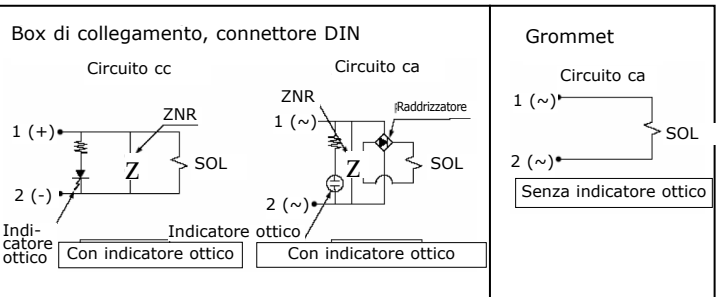 Box di collegamento, connettore DIN
Circuito cc
ZNR
1 (+)
Z
SOL
2 (-)
Indi-
catore
ottico
Con indicatore ottico
Circuito ca
ZNR
Raddrizzatore
1 (~)
Z
SOL
2 (~)
Indicatore ottico
Con indicatore ottico
Grommet
Circuito ca
1 (~)
SOL
2 (~)
Senza indicatore ottico